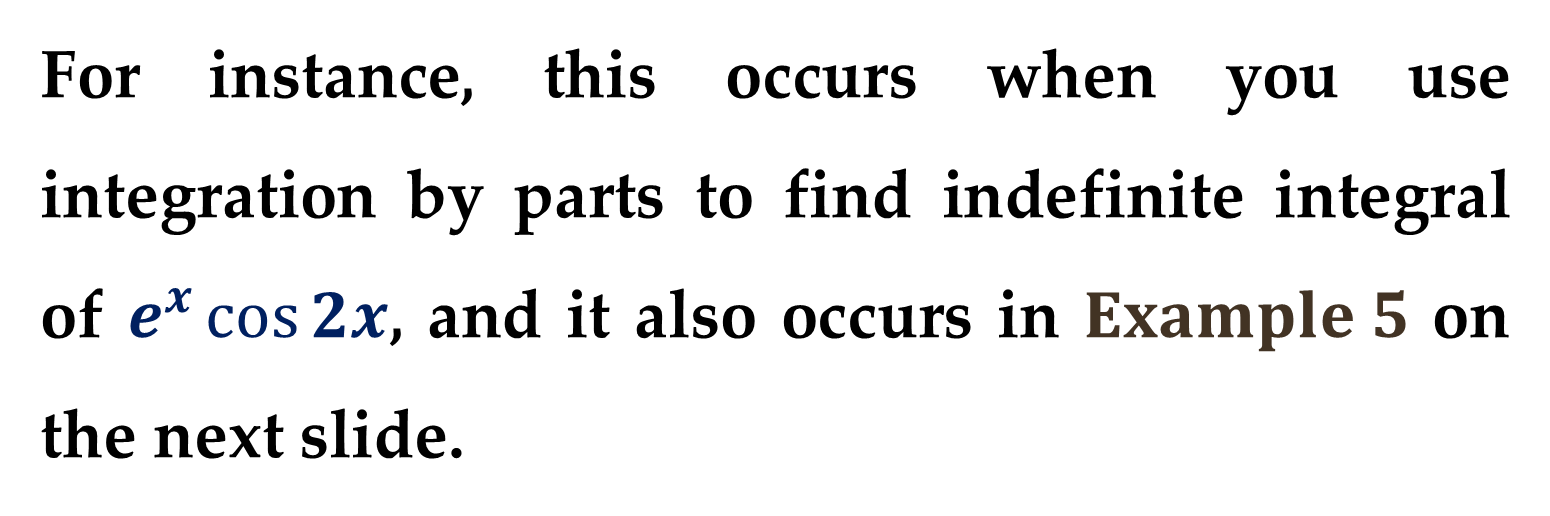 For instance, this occurs when you use
integration by parts to find indefinite integral
of eˣ cos 2x, and it also occurs in Example 5 on
the next slide.